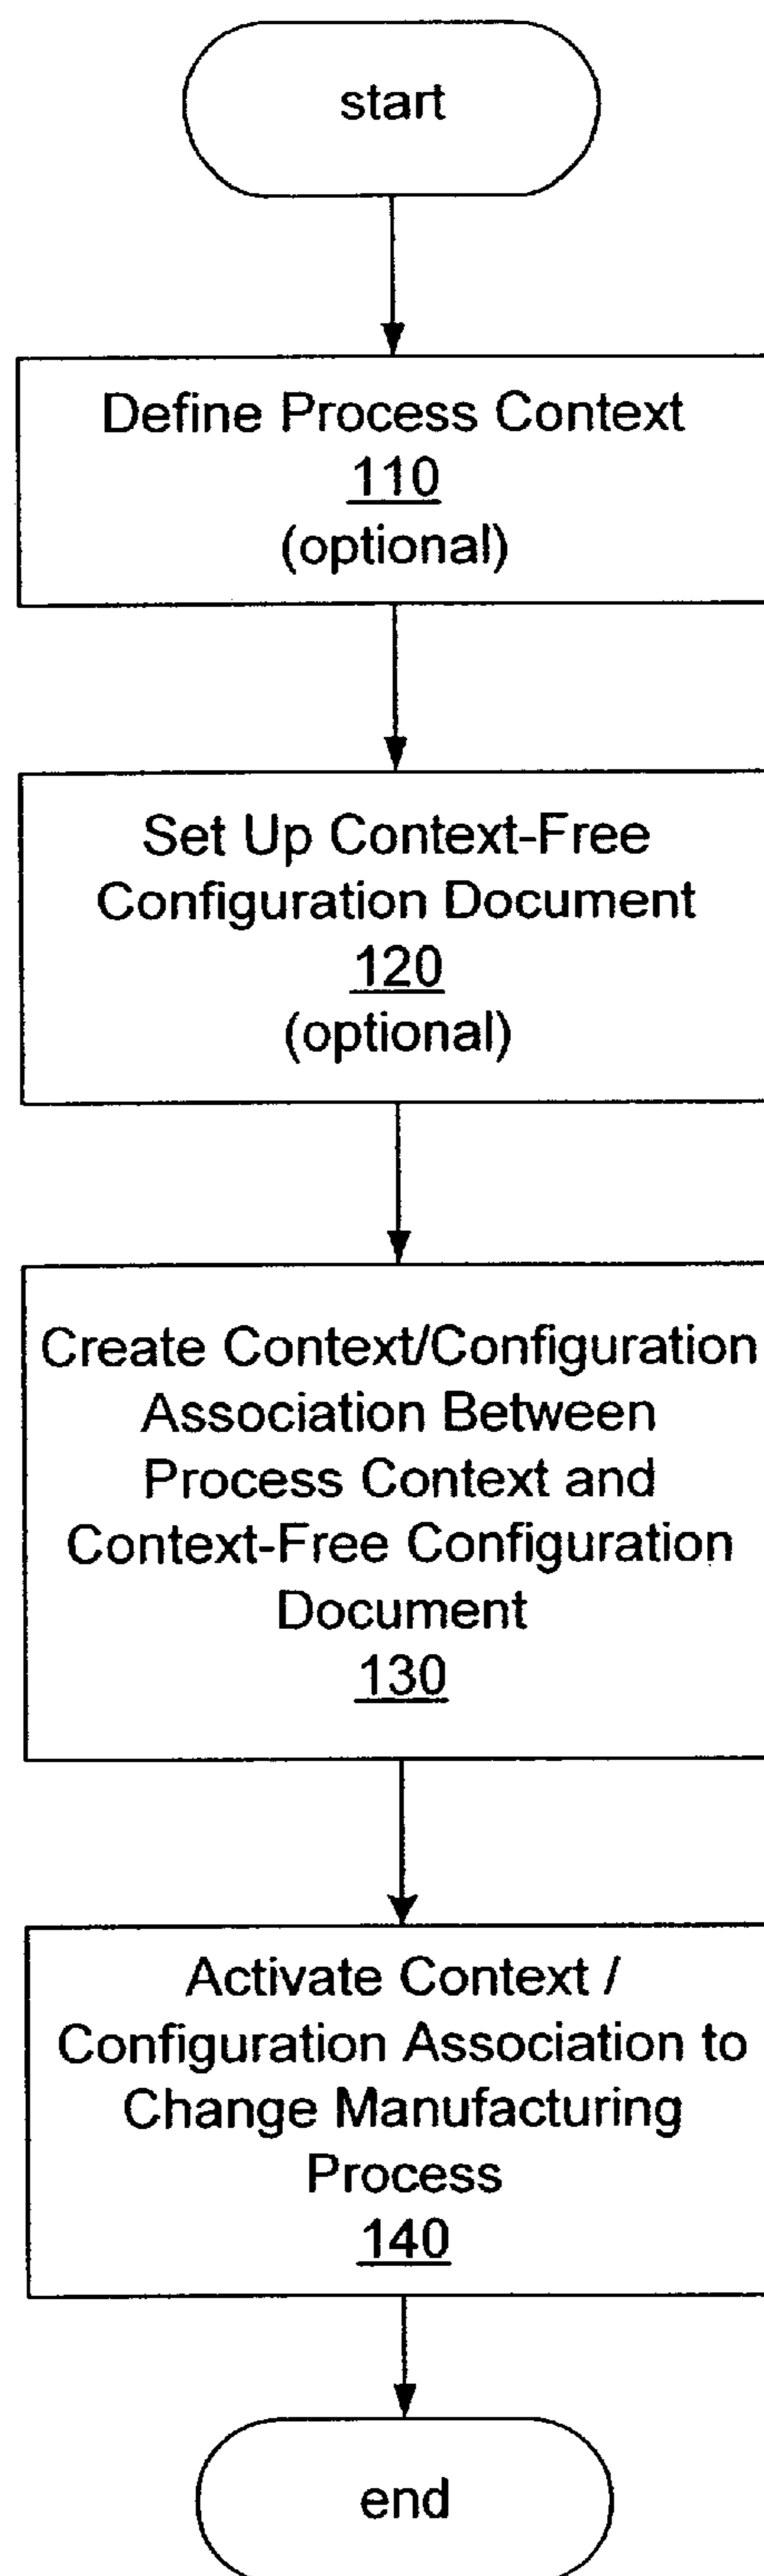 start
Define Process Context
110
(optional)
Set Up Context-Free
Configuration Document
120
(optional)
Create Context/Configuration
Association Between
Process Context and
Context-Free Configuration
Document
130
Activate Context /
Configuration Association to
Change Manufacturing
Process
140
end